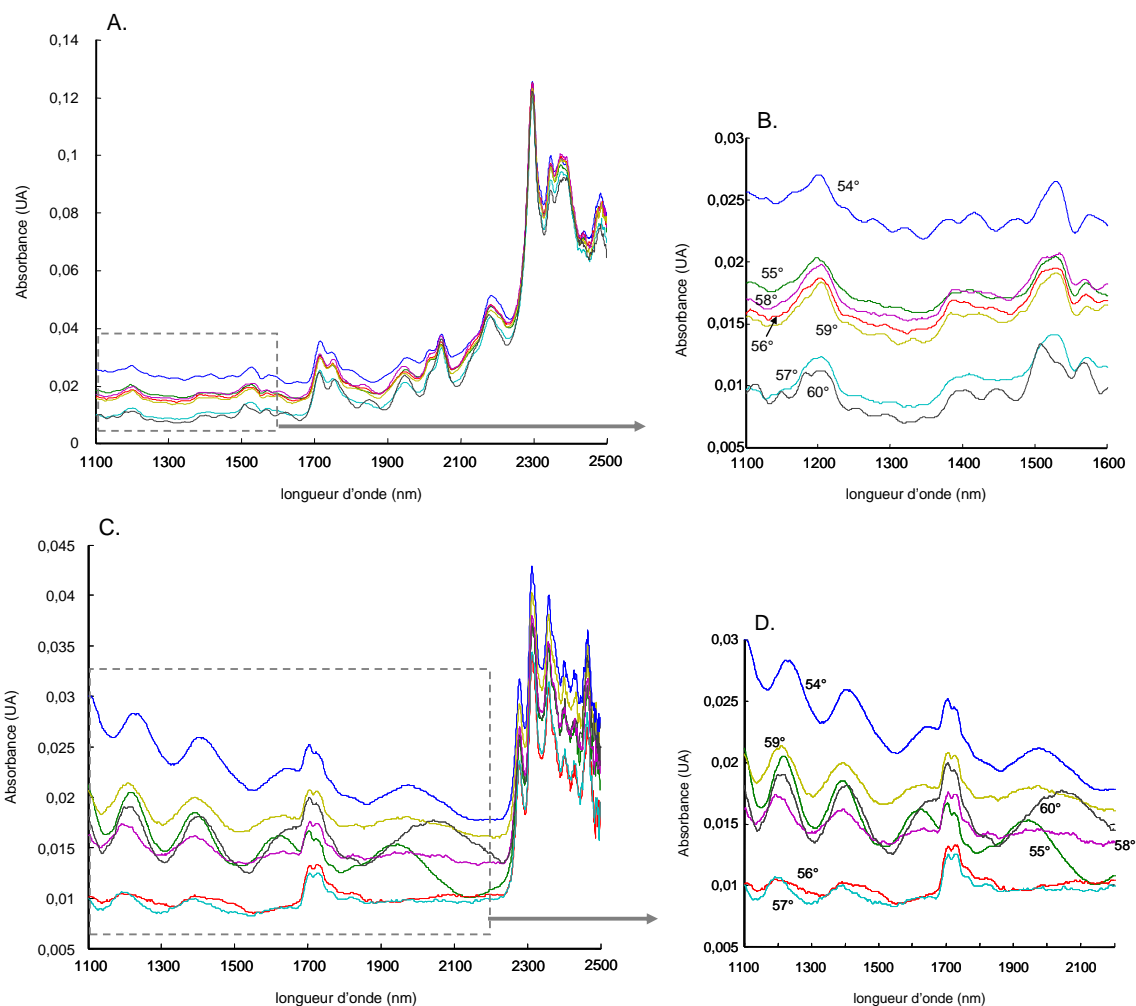 A.
Absorbance (UA)
0,14
0,12
0,1
0,08
0,06
0,04
0,02
0
1100 1300 1500 1700 1900 2100 2300 2500
longueur d'onde (nm)
B.
Absorbance (UA)
0,03
0,025
0,02
0,015
0,01
0,005
54°
55°
58°
56°
59°
57°
60°
1100 1200 1300 1400 1500 1600
longueur d'onde (nm)
C.
Absorbance (UA)
0,045
0,04
0,035
0,03
0,025
0,02
0,015
0,01
0,005
1100 1300 1500 1700 1900 2100 2300 2500
longueur d'onde (nm)
D.
Absorbance (UA)
0,03
0,025
0,02
0,015
0,01
0,005
54°
59°
60°
58°
55°
56°
57°
1100 1300 1500 1700 1900 2100
longueur d'onde (nm)